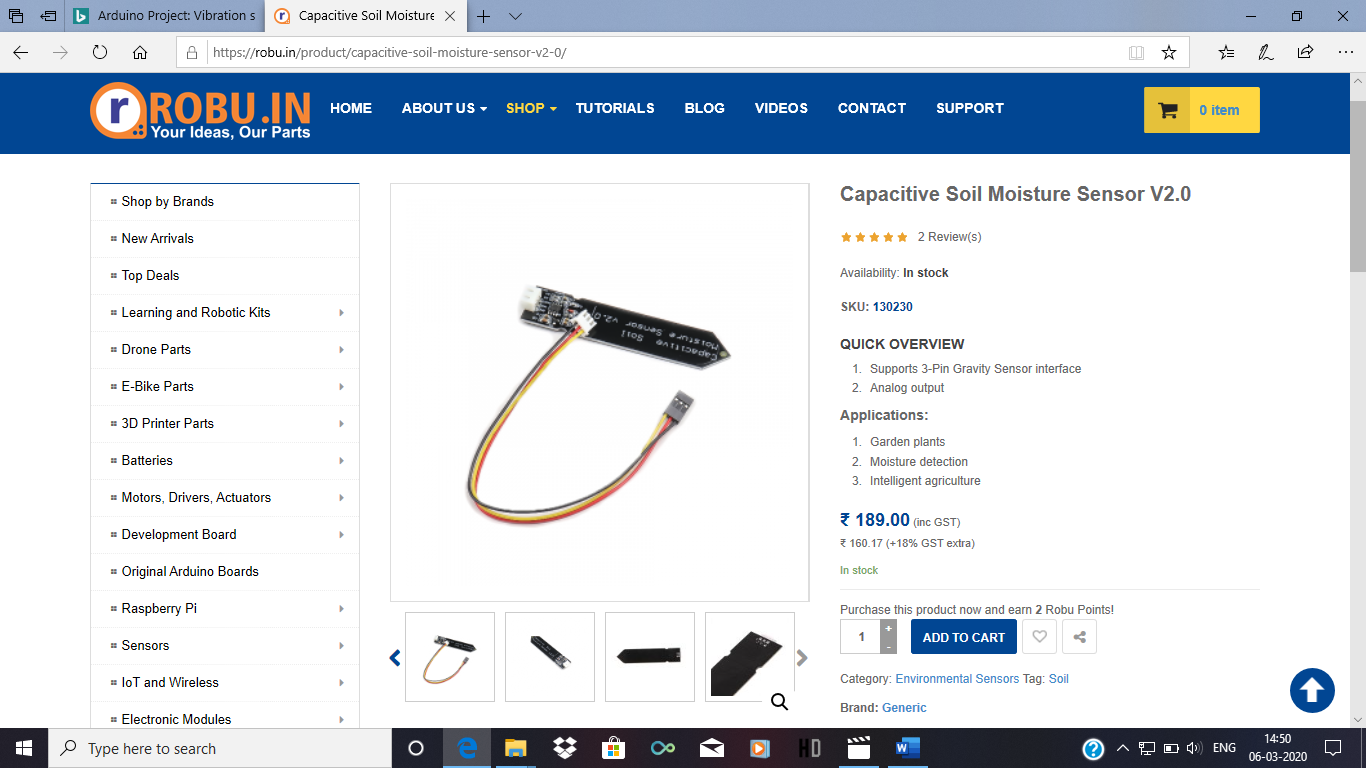 Arduino Project: Vibration s
Capacitive Soil Moisture
https://robu.in/product/capacitive-soil-moisture-sensor-v2-0/
r ROBU.IN
Your Ideas, Our Parts
HOME ABOUT US SHOP TUTORIALS BLOG VIDEOS CONTACT SUPPORT
0 item
Shop by Brands
New Arrivals
Top Deals
Learning and Robotic Kits
Drone Parts
E-Bike Parts
3D Printer Parts
Batteries
Motors, Drivers, Actuators
Development Board
Original Arduino Boards
Raspberry Pi
Sensors
IoT and Wireless
Electronic Modules
Capacitive Soil
Moisture Sensor v2.0
Capacitive Soil Moisture Sensor V2.0
2 Review(s)
Availability: In stock
SKU: 130230
QUICK OVERVIEW
1. Supports 3-Pin Gravity Sensor interface
2. Analog output
Applications:
1. Garden plants
2. Moisture detection
3. Intelligent agriculture
₹ 189.00 (inc GST)
₹ 160.17 (+18% GST extra)
In stock
Purchase this product now and earn 2 Robu Points!
1 + - ADD TO CART
Category: Environmental Sensors Tag: Soil
Brand: Generic
Type here to search
HD
ENG
14:50
06-03-2020